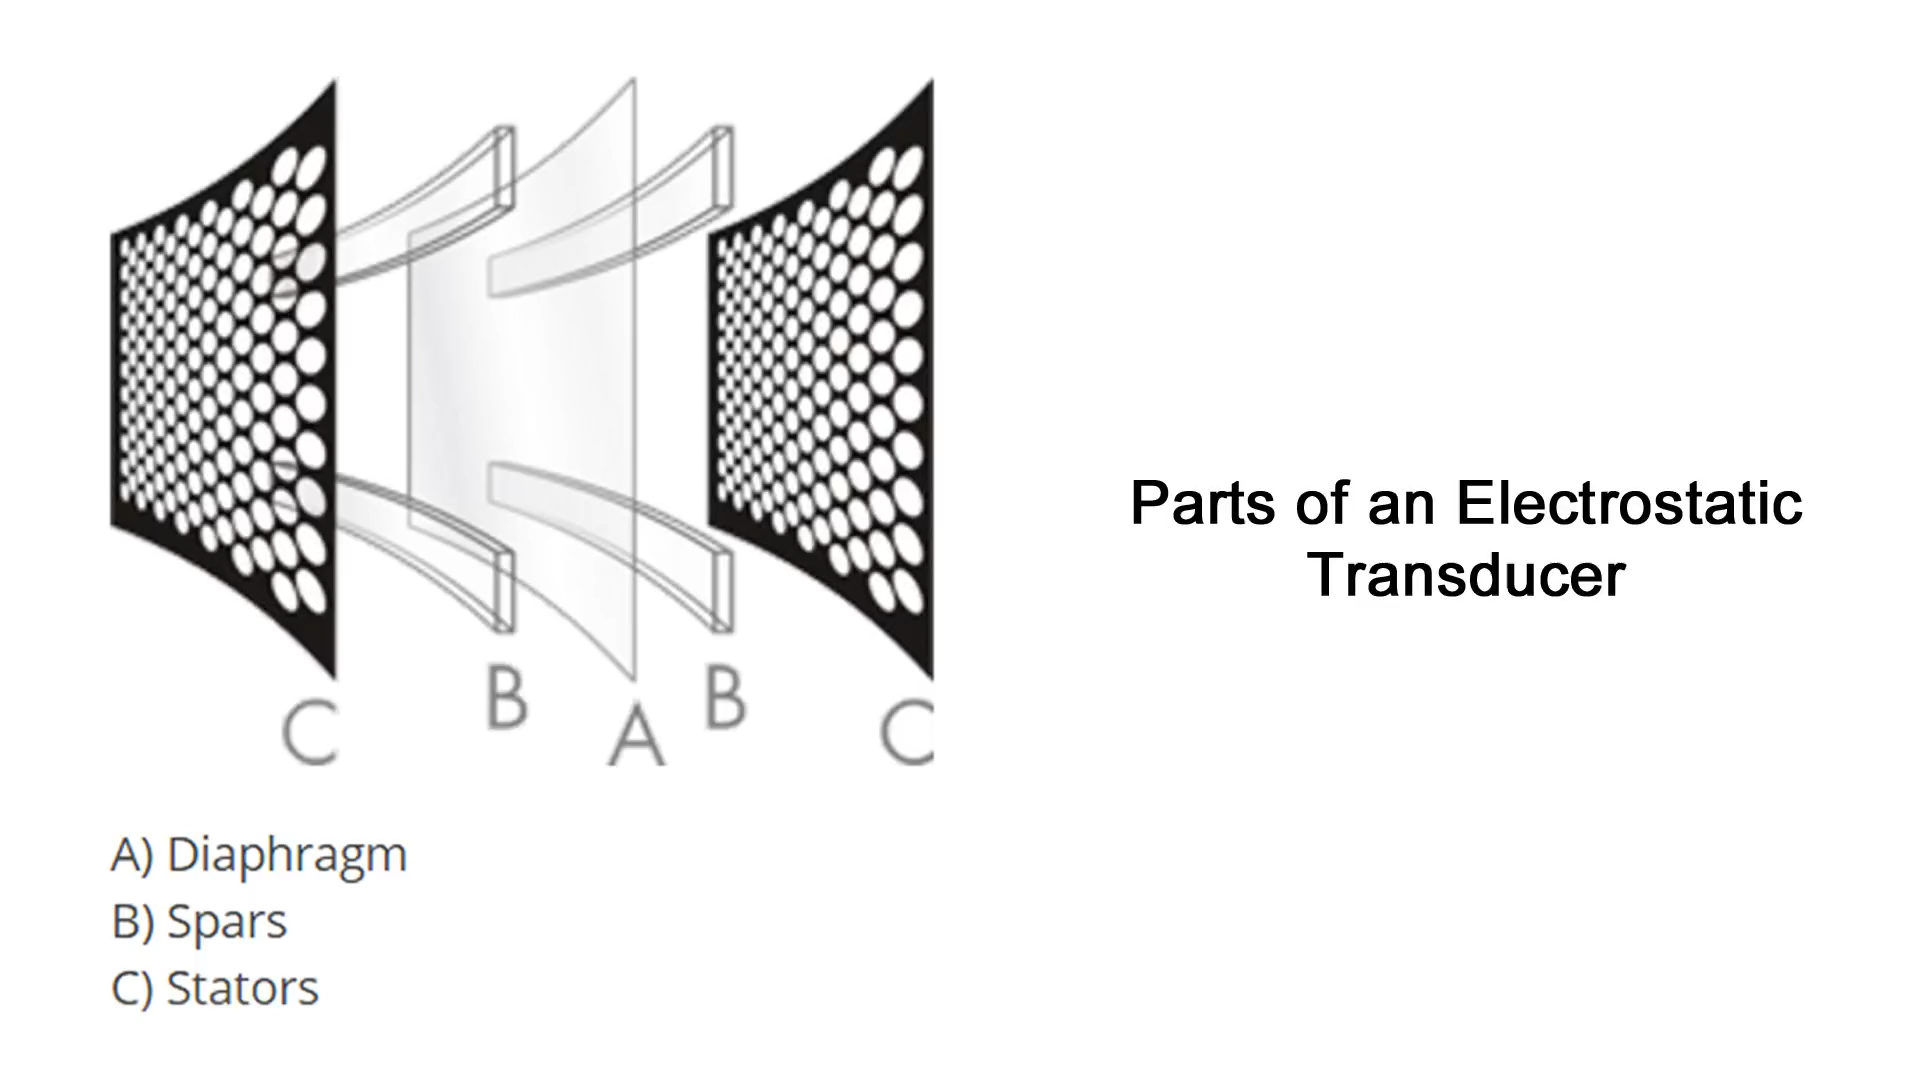 Parts of an Electrostatic
Transducer
C B A B C
A) Diaphragm
B) Spars
C) Stators